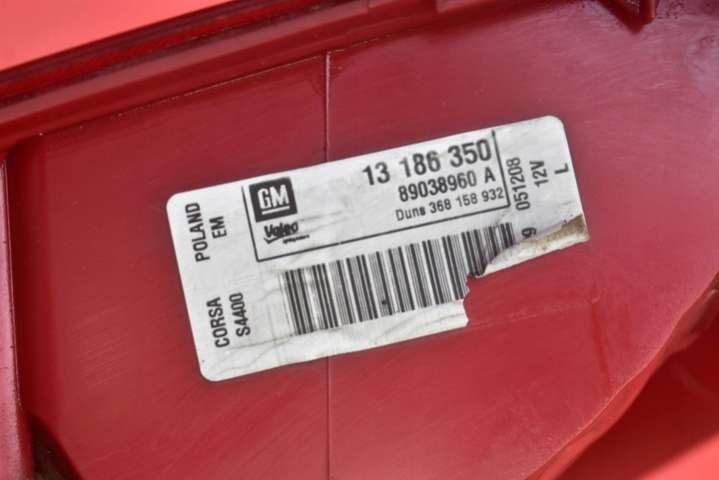 GM
Valeo
13 186 350
89038960 A
Duns 368 158 932
POLAND
EM
CORSA
S4400
9 051208
12V
L